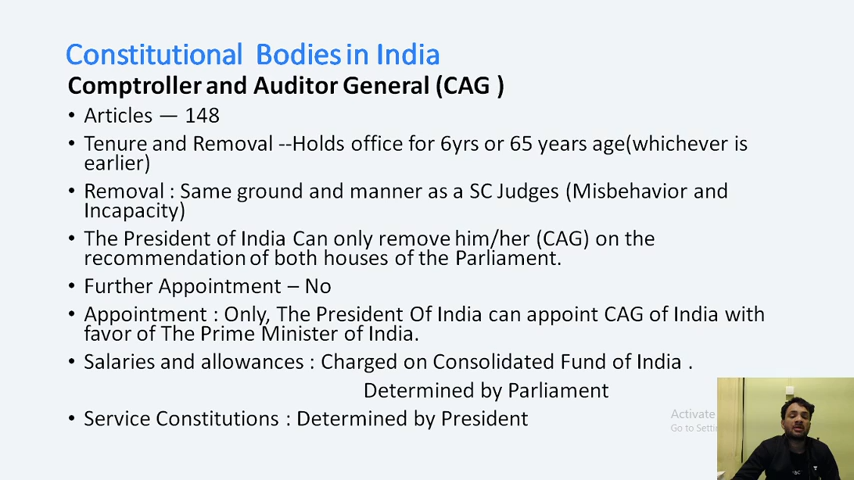 Constitutional Bodies in India
Comptroller and Auditor General (CAG )
• Articles — 148
• Tenure and Removal --Holds office for 6yrs or 65 years age(whichever is
earlier)
• Removal : Same ground and manner as a SC Judges (Misbehavior and
Incapacity)
• The President of India Can only remove him/her (CAG) on the
recommendation of both houses of the Parliament.
• Further Appointment – No
• Appointment : Only, The President Of India can appoint CAG of India with
favor of The Prime Minister of India.
• Salaries and allowances : Charged on Consolidated Fund of India .
Determined by Parliament
• Service Constitutions : Determined by President
Activate
Go to